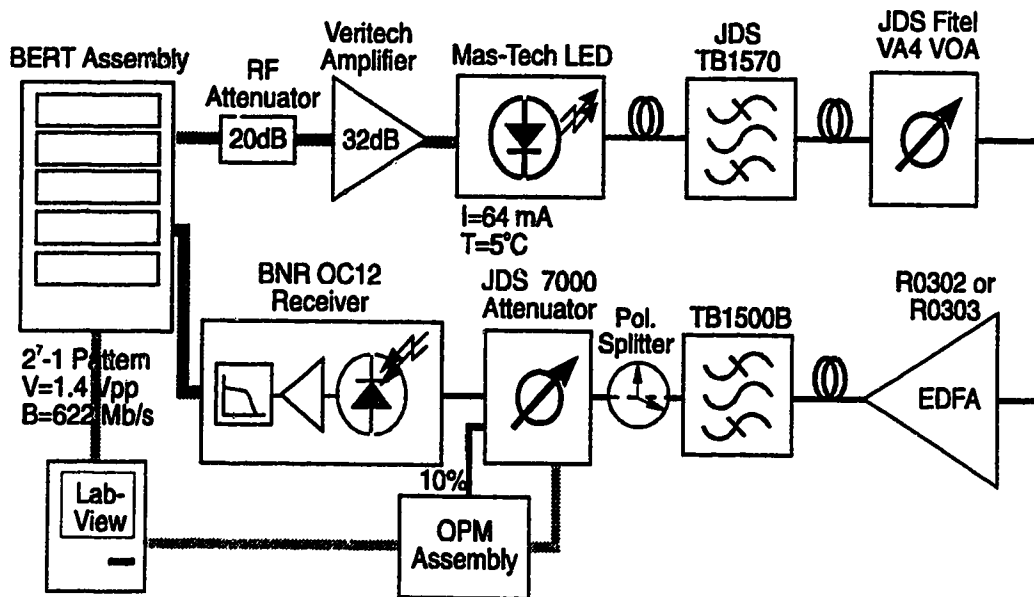 BERT Assembly
RF
Attenuator
20dB
Veritech
Amplifier
32dB
Mas-Tech LED
I=64 mA
T=5°C
JDS
TB1570
JDS Fitel
VA4 VOA
2⁷-1 Pattern
V=1.4 Vpp
B=622 Mb/s
BNR OC12
Receiver
JDS 7000
Attenuator
Pol.
Splitter
TB1500B
R0302 or
R0303
EDFA
10%
Lab-
View
OPM
Assembly